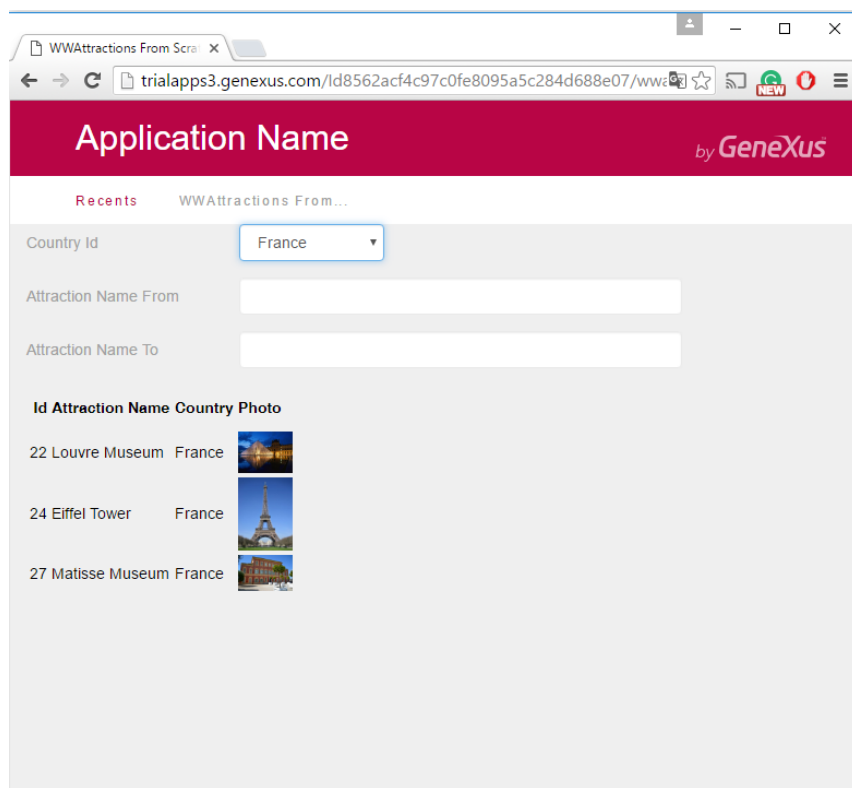 WWAttractions From Scra
trialapps3.genexus.com/Id8562acf4c97c0fe8095a5c284d688e07/wwa
NEW
Application Name
by GeneXus
Recents WWAttractions From...
Country Id France
Attraction Name From
Attraction Name To
Id Attraction Name Country Photo
22 Louvre Museum France
24 Eiffel Tower France
27 Matisse Museum France